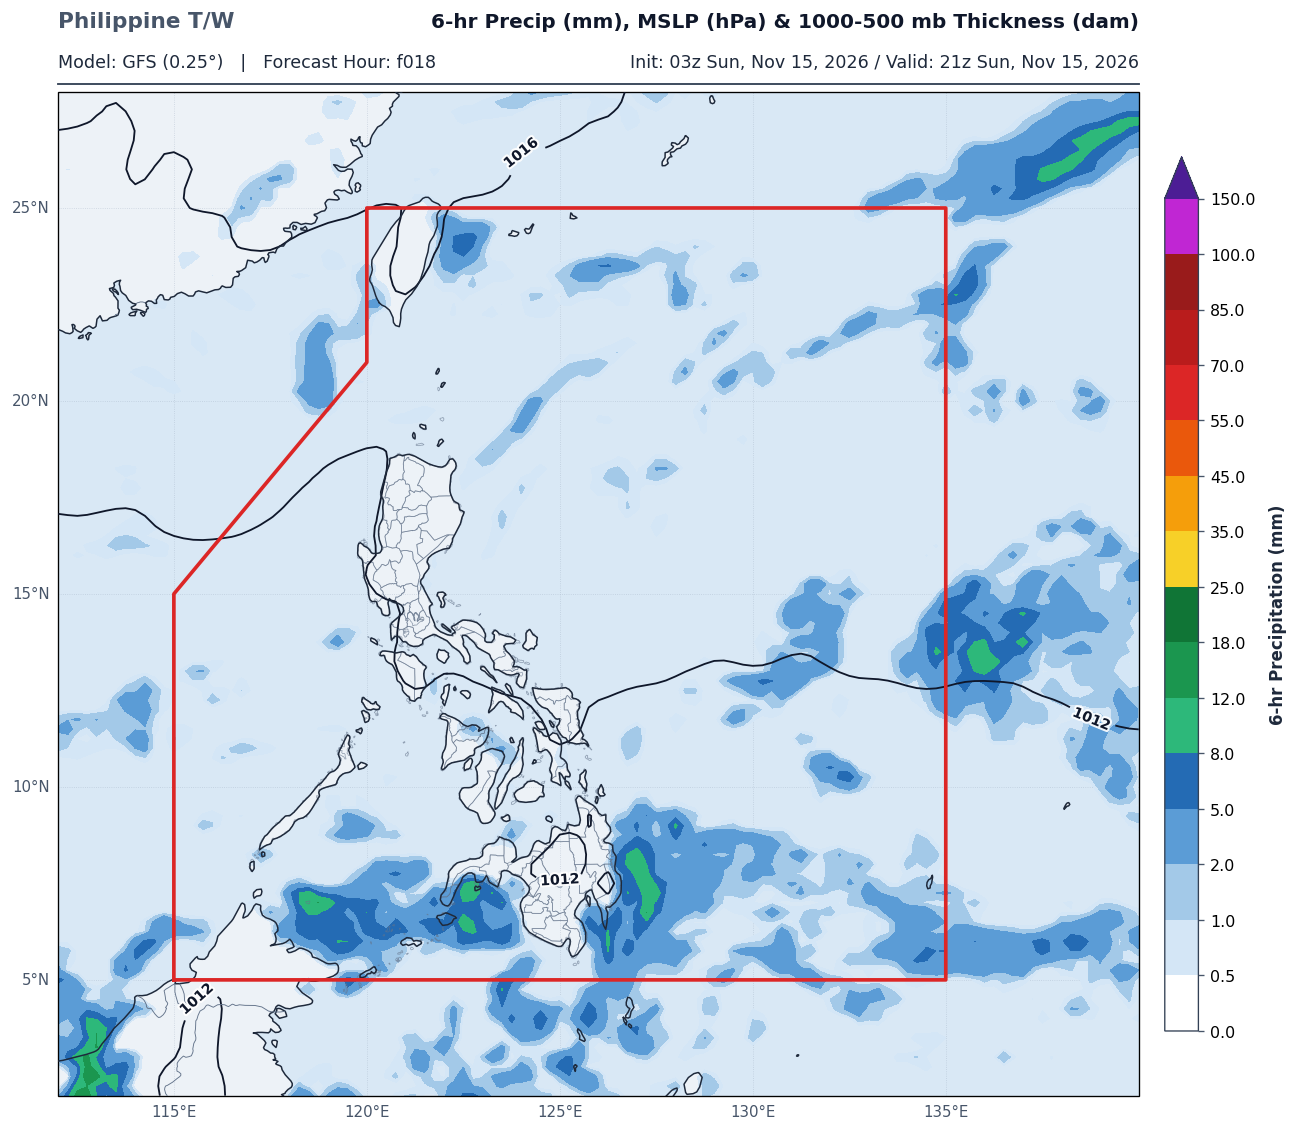 Philippine T/W
6-hr Precip (mm), MSLP (hPa) & 1000-500 mb Thickness (dam)
Model: GFS (0.25°) | Forecast Hour: f018
Init: 03z Sun, Nov 15, 2026 / Valid: 21z Sun, Nov 15, 2026
1016
1012
1012
1012
25°N
20°N
15°N
10°N
5°N
115°E
120°E
125°E
130°E
135°E
150.0
100.0
85.0
70.0
55.0
45.0
35.0
25.0
18.0
12.0
8.0
5.0
2.0
1.0
0.5
0.0
6-hr Precipitation (mm)